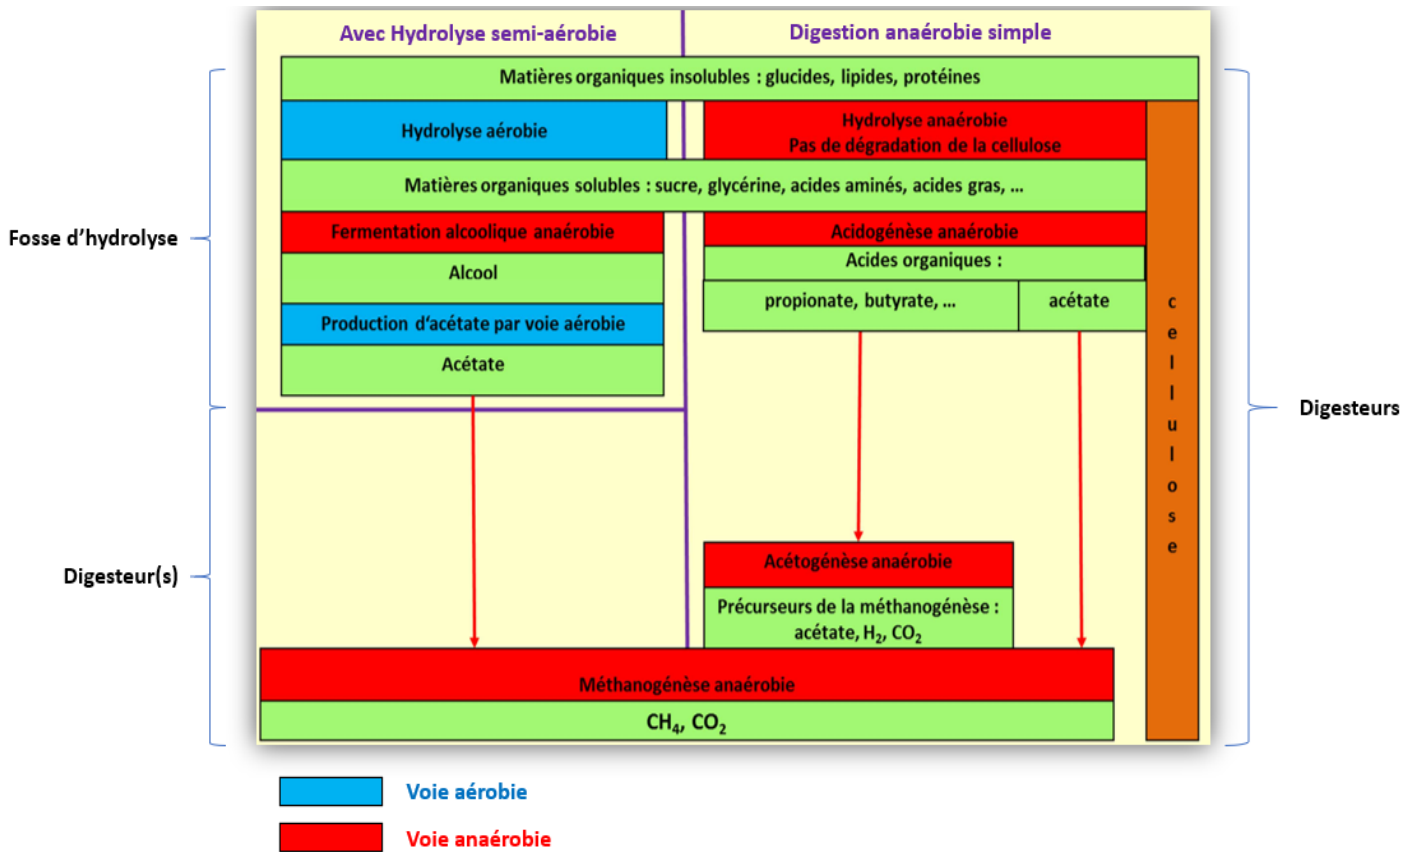 Avec Hydrolyse semi-aérobie
Digestion anaérobie simple
Matières organiques insolubles : glucides, lipides, protéines
Hydrolyse aérobie
Hydrolyse anaérobie
Pas de dégradation de la cellulose
Matières organiques solubles : sucre, glycérine, acides aminés, acides gras, ...
Fosse d’hydrolyse
Fermentation alcoolique anaérobie
Acidogénèse anaérobie
Alcool
Acides organiques :
propionate, butyrate, ...
acétate
Production d‘acétate par voie aérobie
Acétate
cellulose
Digesteurs
Digesteur(s)
Acétogénèse anaérobie
Précurseurs de la méthanogénèse :
acétate, H₂, CO₂
Méthanogénèse anaérobie
CH₄, CO₂
Voie aérobie
Voie anaérobie